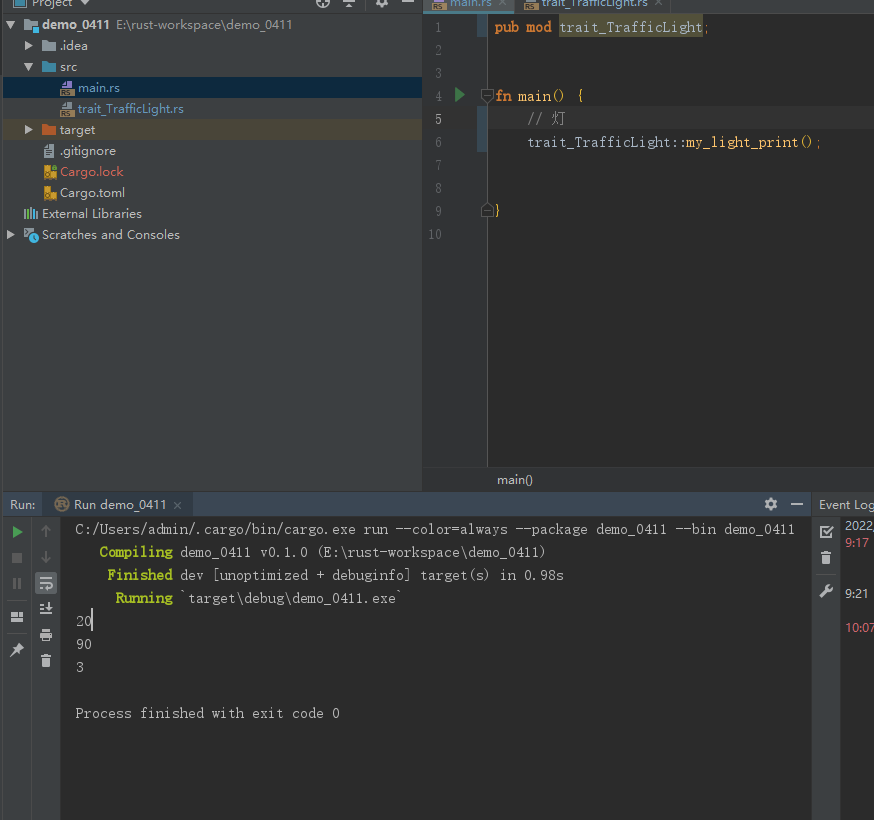 Project
main.rs
trait_TrafficLight.rs
demo_0411 E:\rust-workspace\demo_0411
.idea
src
main.rs
trait_TrafficLight.rs
target
.gitignore
Cargo.lock
Cargo.toml
External Libraries
Scratches and Consoles
1 pub mod trait_TrafficLight;
2
3
4 fn main() {
5 // 灯
6 trait_TrafficLight::my_light_print();
7
8
9 }
10
main()
Run: Run demo_0411
Event Log
C:/Users/admin/.cargo/bin/cargo.exe run --color=always --package demo_0411 --bin demo_0411
Compiling demo_0411 v0.1.0 (E:\rust-workspace\demo_0411)
Finished dev [unoptimized + debuginfo] target(s) in 0.98s
Running `target\debug\demo_0411.exe`
20
90
3
Process finished with exit code 0
2022
9:17
9:21
10:07